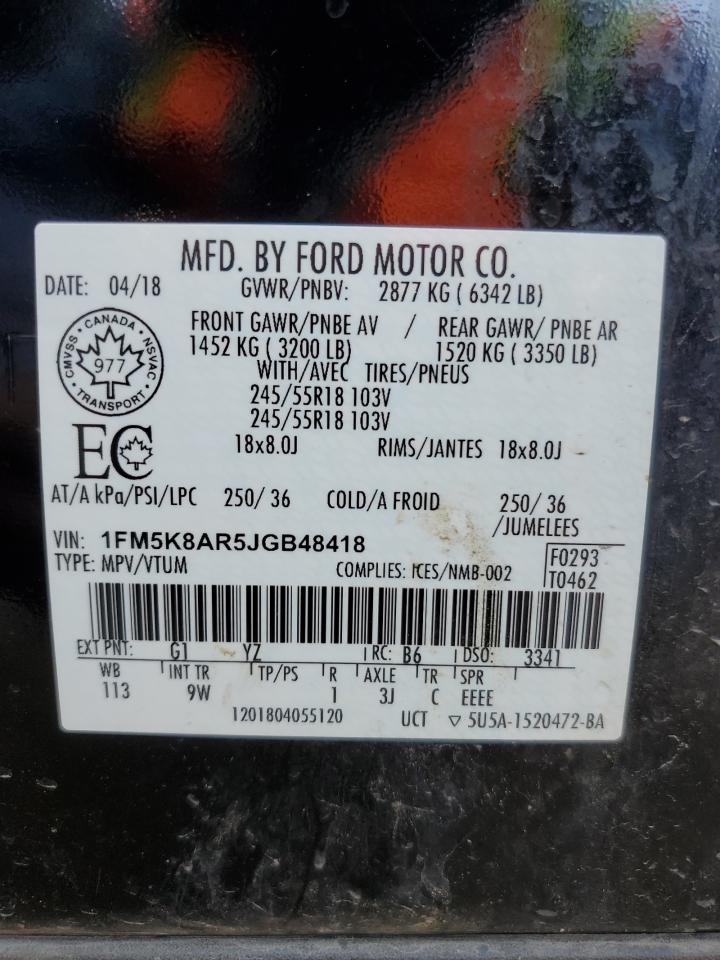 MFD. BY FORD MOTOR CO.
DATE: 04/18 GVWR/PNBV: 2877 KG ( 6342 LB)
FRONT GAWR/PNBE AV / REAR GAWR/ PNBE AR
1452 KG ( 3200 LB) 1520 KG ( 3350 LB)
WITH/AVEC TIRES/PNEUS
CANADA
CMVSS · NSVAC
977
TRANSPORT
245/55R18 103V
245/55R18 103V
EC
18x8.0J RIMS/JANTES 18x8.0J
AT/A kPa/PSI/LPC 250/ 36 COLD/A FROID 250/ 36
/JUMELEES
VIN: 1FM5K8AR5JGB48418
F0293
TYPE: MPV/VTUM COMPLIES: ICES/NMB-002 T0462
EXT PNT: G1 YZ RC: B6 DSO: 3341
WB INT TR TP/PS R AXLE TR SPR
113 9W 1 3J C EEEE
1201804055120 UCT ▽ 5U5A-1520472-BA